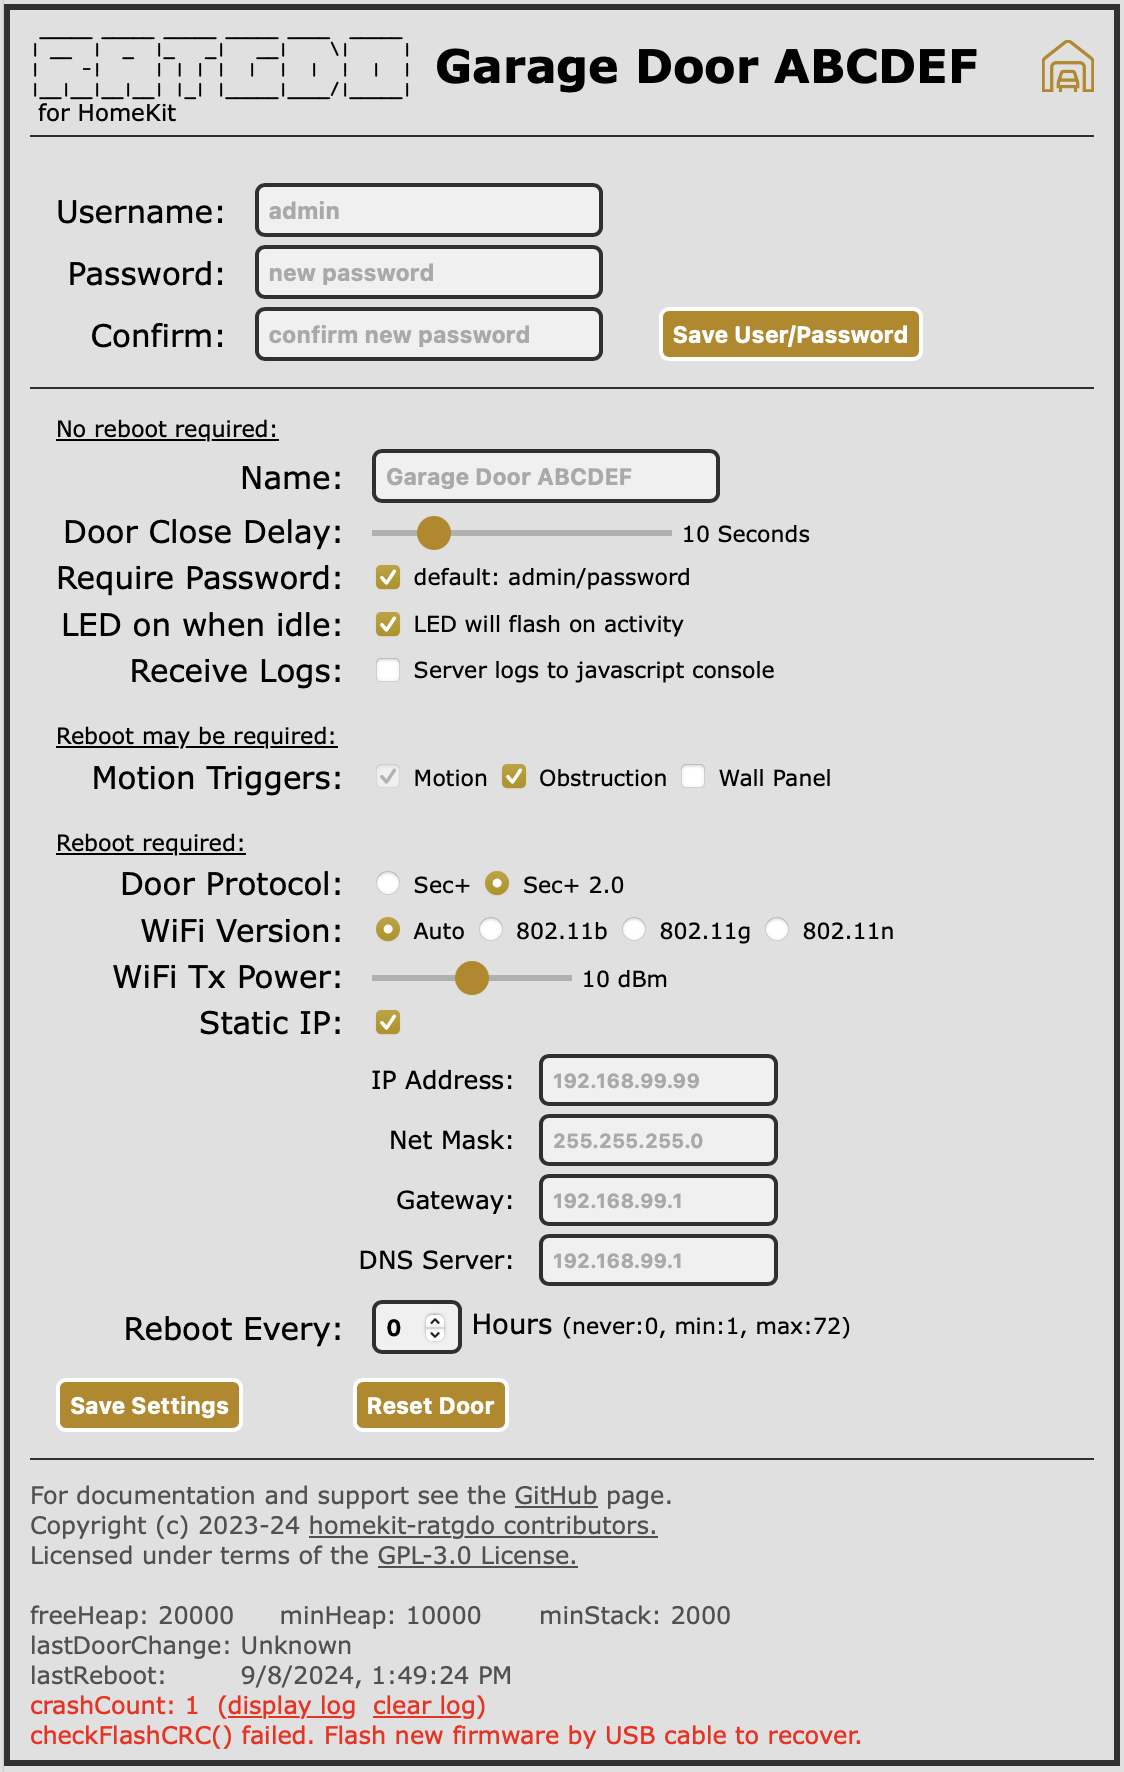 RATGDO
for HomeKit
Garage Door ABCDEF
Username: admin
Password: new password
Confirm: confirm new password Save User/Password
No reboot required:
Name: Garage Door ABCDEF
Door Close Delay: 10 Seconds
Require Password: default: admin/password
LED on when idle: LED will flash on activity
Receive Logs: Server logs to javascript console
Reboot may be required:
Motion Triggers: Motion Obstruction Wall Panel
Reboot required:
Door Protocol: Sec+ Sec+ 2.0
WiFi Version: Auto 802.11b 802.11g 802.11n
WiFi Tx Power: 10 dBm
Static IP:
IP Address: 192.168.99.99
Net Mask: 255.255.255.0
Gateway: 192.168.99.1
DNS Server: 192.168.99.1
Reboot Every: 0 Hours (never:0, min:1, max:72)
Save Settings Reset Door
For documentation and support see the GitHub page.
Copyright (c) 2023-24 homekit-ratgdo contributors.
Licensed under terms of the GPL-3.0 License.
freeHeap: 20000 minHeap: 10000 minStack: 2000
lastDoorChange: Unknown
lastReboot: 9/8/2024, 1:49:24 PM
crashCount: 1 (display log clear log)
checkFlashCRC() failed. Flash new firmware by USB cable to recover.